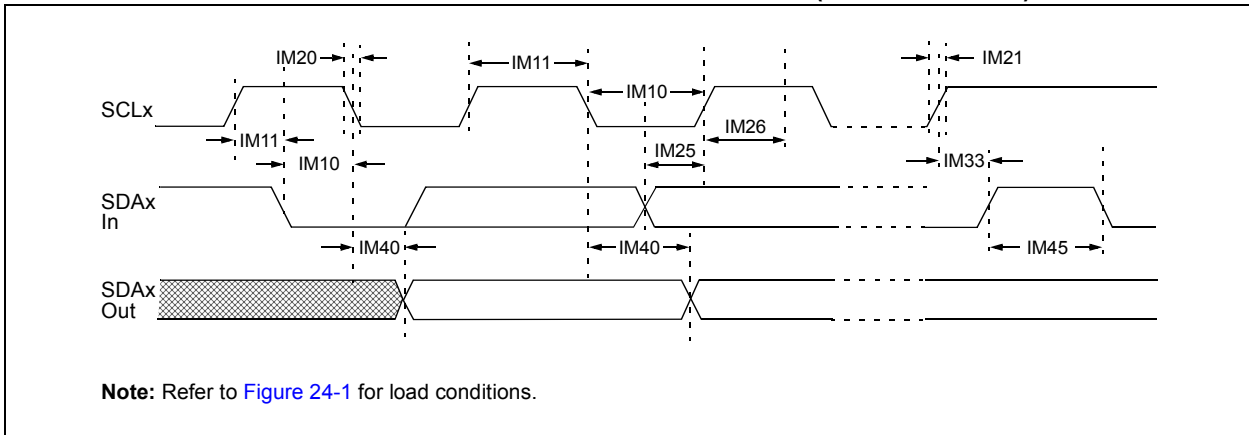 IM20
IM11
IM21
SCLx
IM10
IM11
IM26
IM10
IM25
IM33
SDAx
In
IM40
IM40
IM45
SDAx
Out
Note: Refer to Figure 24-1 for load conditions.